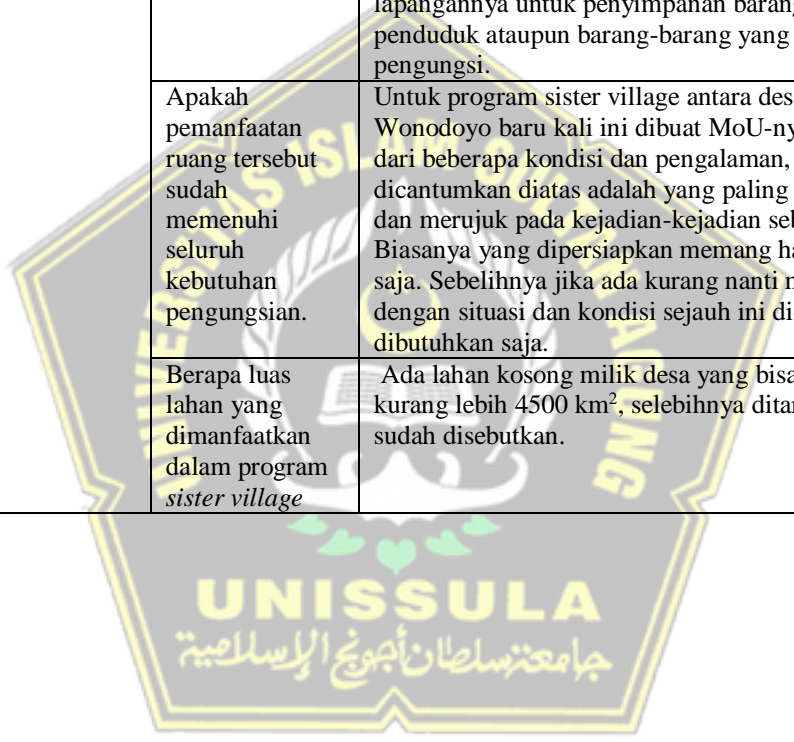 lapangannya untuk penyimpanan barang
penduduk ataupun barang-barang yang
pengungsi.
Apakah
pemanfaatan
ruang tersebut
sudah
memenuhi
seluruh
kebutuhan
pengungsian.
Untuk program sister village antara des
Wonodoyo baru kali ini dibuat MoU-ny
dari beberapa kondisi dan pengalaman,
dicantumkan diatas adalah yang paling
dan merujuk pada kejadian-kejadian seb
Biasanya yang dipersiapkan memang ha
saja. Sebelihnya jika ada kurang nanti m
dengan situasi dan kondisi sejauh ini di
dibutuhkan saja.
Berapa luas
lahan yang
dimanfaatkan
dalam program
sister village
Ada lahan kosong milik desa yang bisa
kurang lebih 4500 km², selebihnya ditar
sudah disebutkan.
UNIVERSITAS ISLAM SULTAN AGUNG
UNISSULA
جامعة سلطان أجونج الإسلامية